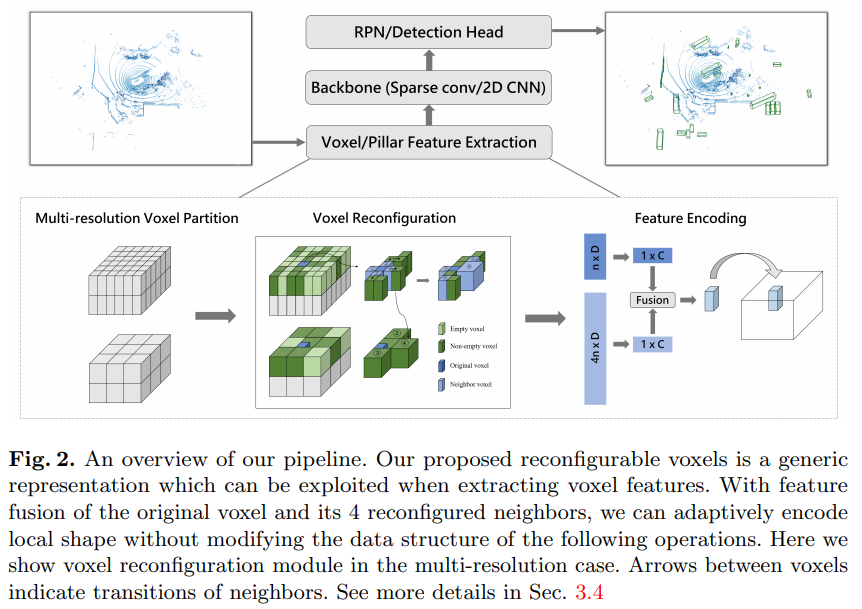 RPN/Detection Head
Backbone (Sparse conv/2D CNN)
Voxel/Pillar Feature Extraction
Multi-resolution Voxel Partition
Voxel Reconfiguration
Feature Encoding
n x D
1 x C
Fusion
4n x D
1 x C
①
②
③
④
Empty voxel
Non-empty voxel
Original voxel
Neighbor voxel
Fig. 2. An overview of our pipeline. Our proposed reconfigurable voxels is a generic
representation which can be exploited when extracting voxel features. With feature
fusion of the original voxel and its 4 reconfigured neighbors, we can adaptively encode
local shape without modifying the data structure of the following operations. Here we
show voxel reconfiguration module in the multi-resolution case. Arrows between voxels
indicate transitions of neighbors. See more details in Sec. 3.4